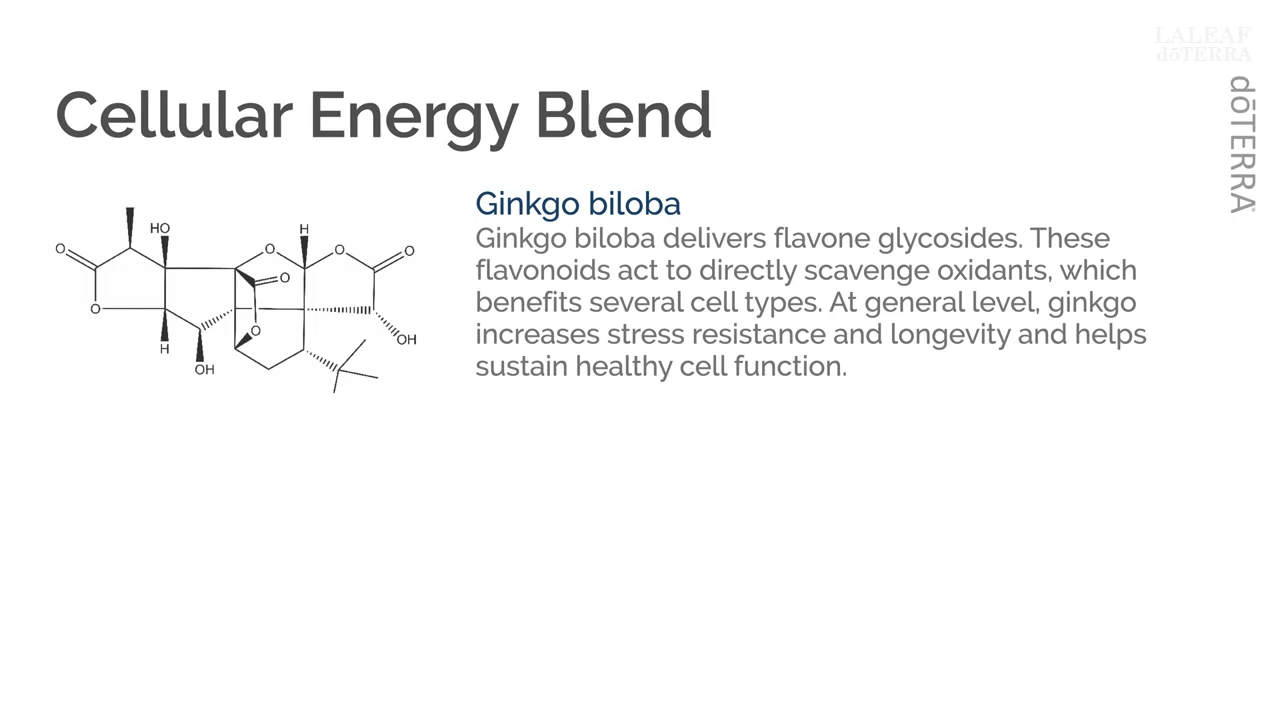 LALEAF
dōTERRA
dōTERRA
Cellular Energy Blend
Ginkgo biloba
Ginkgo biloba delivers flavone glycosides. These
flavonoids act to directly scavenge oxidants, which
benefits several cell types. At general level, ginkgo
increases stress resistance and longevity and helps
sustain healthy cell function.
HO
H
O
O
O
O
O
O
O
H
OH
OH